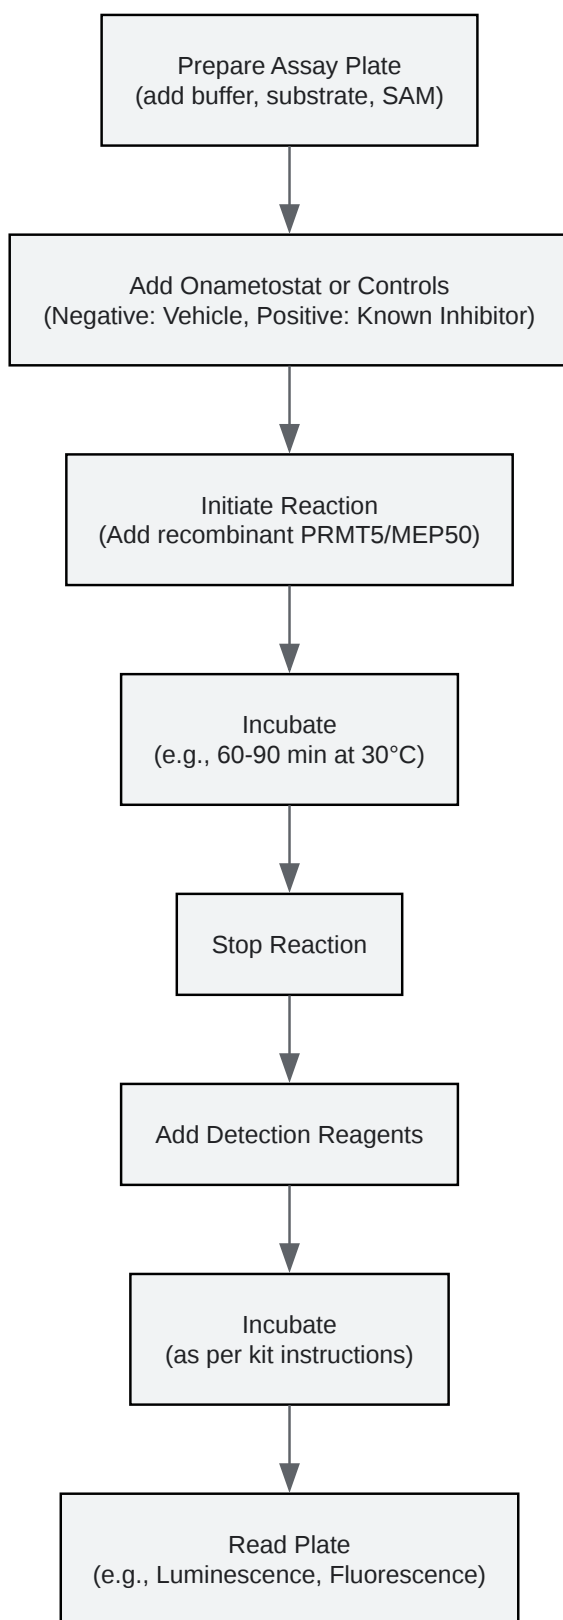 Prepare Assay Plate
(add buffer, substrate, SAM)
Add Onametostat or Controls
(Negative: Vehicle, Positive: Known Inhibitor)
Initiate Reaction
(Add recombinant PRMT5/MEP50)
Incubate
(e.g., 60-90 min at 30°C)
Stop Reaction
Add Detection Reagents
Incubate
(as per kit instructions)
Read Plate
(e.g., Luminescence, Fluorescence)